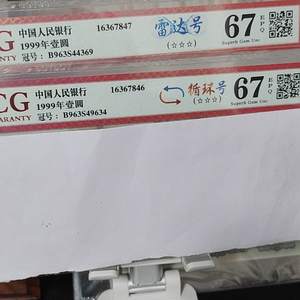 CG 中国人民银行 16367847 雷达号 67 EPQ
RANTY 1999年壹圆 (☆☆☆) Superb Gem Unc
冠号: B963S44369
CG 中国人民银行 16367846 循环号 67 EPQ
ARANTY 1999年壹圆 (☆☆☆) Superb Gem Unc
冠号: B963S49634